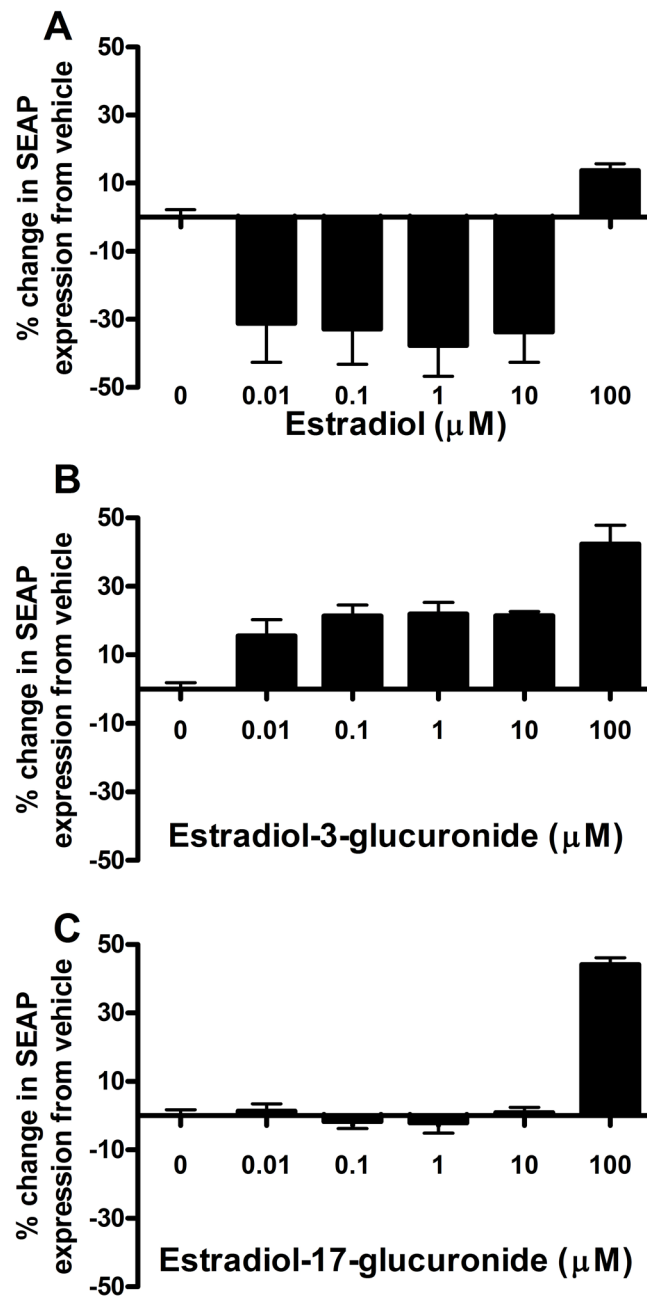 A
% change in SEAP
expression from vehicle
50
30
10
-10
-30
-50
0 0.01 0.1 1 10 100
Estradiol (μM)
B
% change in SEAP
expression from vehicle
50
30
10
-10
-30
-50
0 0.01 0.1 1 10 100
Estradiol-3-glucuronide (μM)
C
% change in SEAP
expression from vehicle
50
30
10
-10
-30
-50
0 0.01 0.1 1 10 100
Estradiol-17-glucuronide (μM)